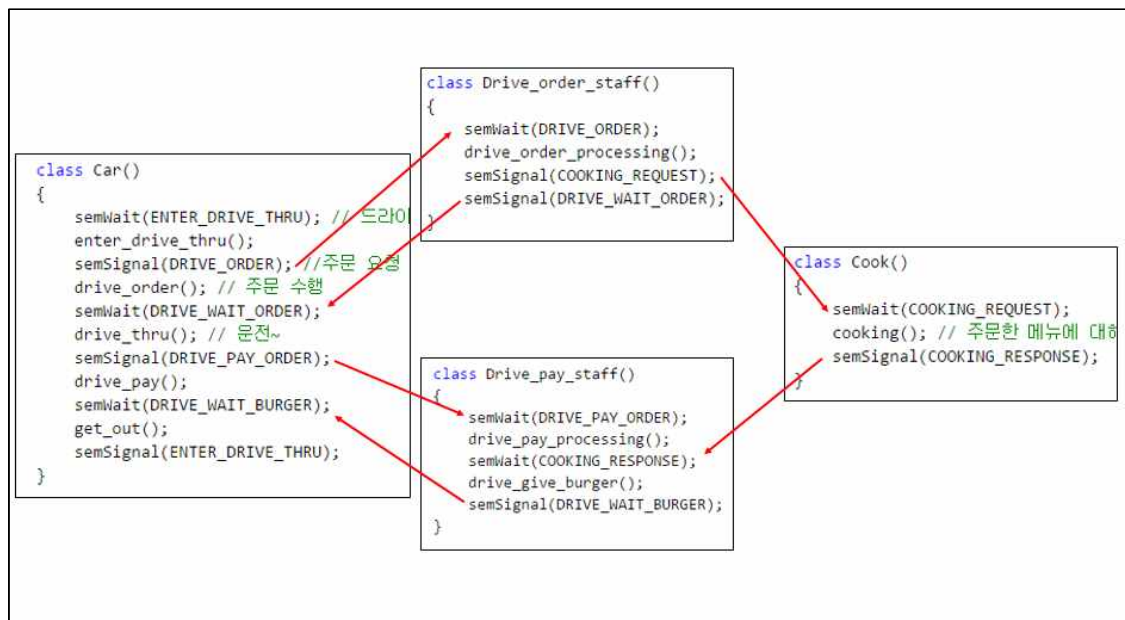 class Car()
{
semWait(ENTER_DRIVE_THRU); // 드라이
enter_drive_thru();
semSignal(DRIVE_ORDER); //주문 요청
drive_order(); // 주문 수행
semWait(DRIVE_WAIT_ORDER);
drive_thru(); // 운전~
semSignal(DRIVE_PAY_ORDER);
drive_pay();
semWait(DRIVE_WAIT_BURGER);
get_out();
semSignal(ENTER_DRIVE_THRU);
}
class Drive_order_staff()
{
semWait(DRIVE_ORDER);
drive_order_processing();
semSignal(COOKING_REQUEST);
semSignal(DRIVE_WAIT_ORDER);
}
class Drive_pay_staff()
{
semWait(DRIVE_PAY_ORDER);
drive_pay_processing();
semWait(COOKING_RESPONSE);
drive_give_burger();
semSignal(DRIVE_WAIT_BURGER);
}
class Cook()
{
semWait(COOKING_REQUEST);
cooking(); // 주문한 메뉴에 대해
semSignal(COOKING_RESPONSE);
}